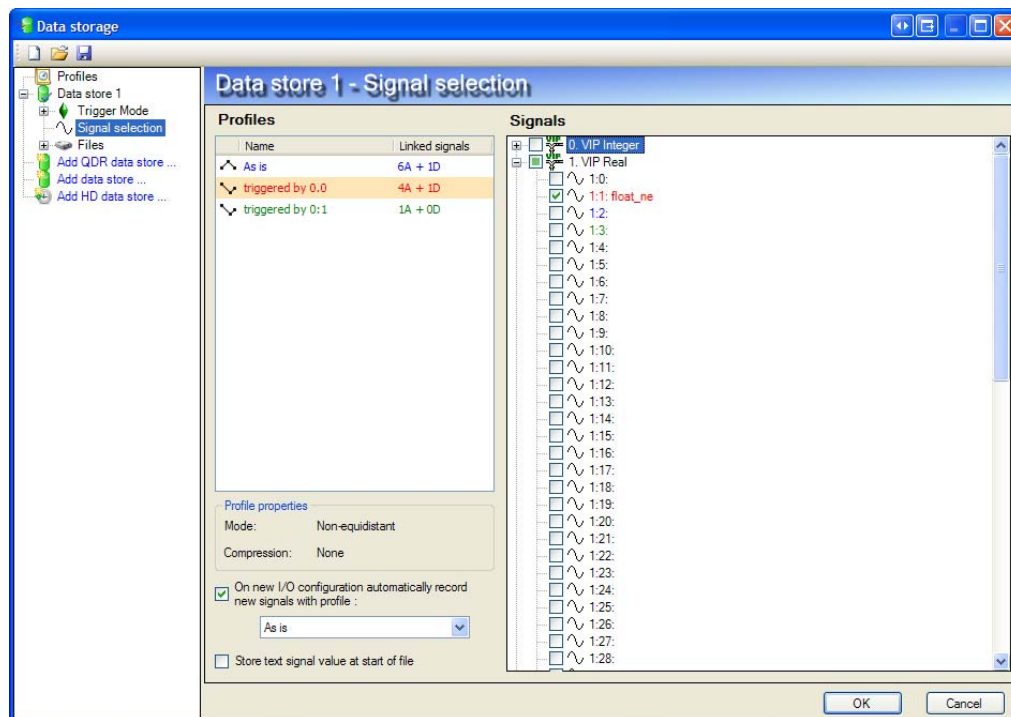 Data storage
Profiles
Data store 1
Trigger Mode
Signal selection
Files
Add QDR data store ...
Add data store ...
Add HD data store ...
Data store 1 - Signal selection
Profiles
Name Linked signals
As is 6A + 1D
triggered by 0.0 4A + 1D
triggered by 0:1 1A + 0D
Profile properties
Mode: Non-equidistant
Compression: None
On new I/O configuration automatically record
new signals with profile :
As is
Store text signal value at start of file
Signals
VIP 0. VIP Integer
VIP 1. VIP Real
1:0:
1:1: float_ne
1:2:
1:3:
1:4:
1:5:
1:6:
1:7:
1:8:
1:9:
1:10:
1:11:
1:12:
1:13:
1:14:
1:15:
1:16:
1:17:
1:18:
1:19:
1:20:
1:21:
1:22:
1:23:
1:24:
1:25:
1:26:
1:27:
1:28:
OK Cancel